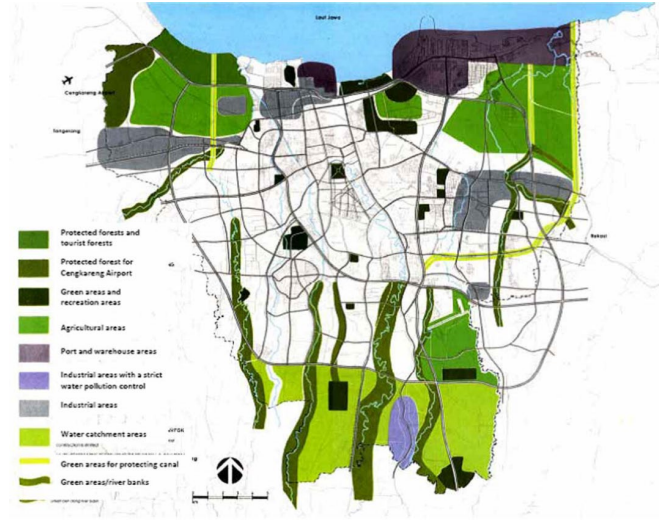 Laut Jawa
Cengkareng Airport
Tangerang
Bekasi
Protected forests and
tourist forests
Protected forest for
Cengkareng Airport
Green areas and
recreation areas
Agricultural areas
Port and warehouse areas
Industrial areas with a strict
water pollution control
Industrial areas
Water catchment areas
Green areas for protecting canal
Green areas/river banks